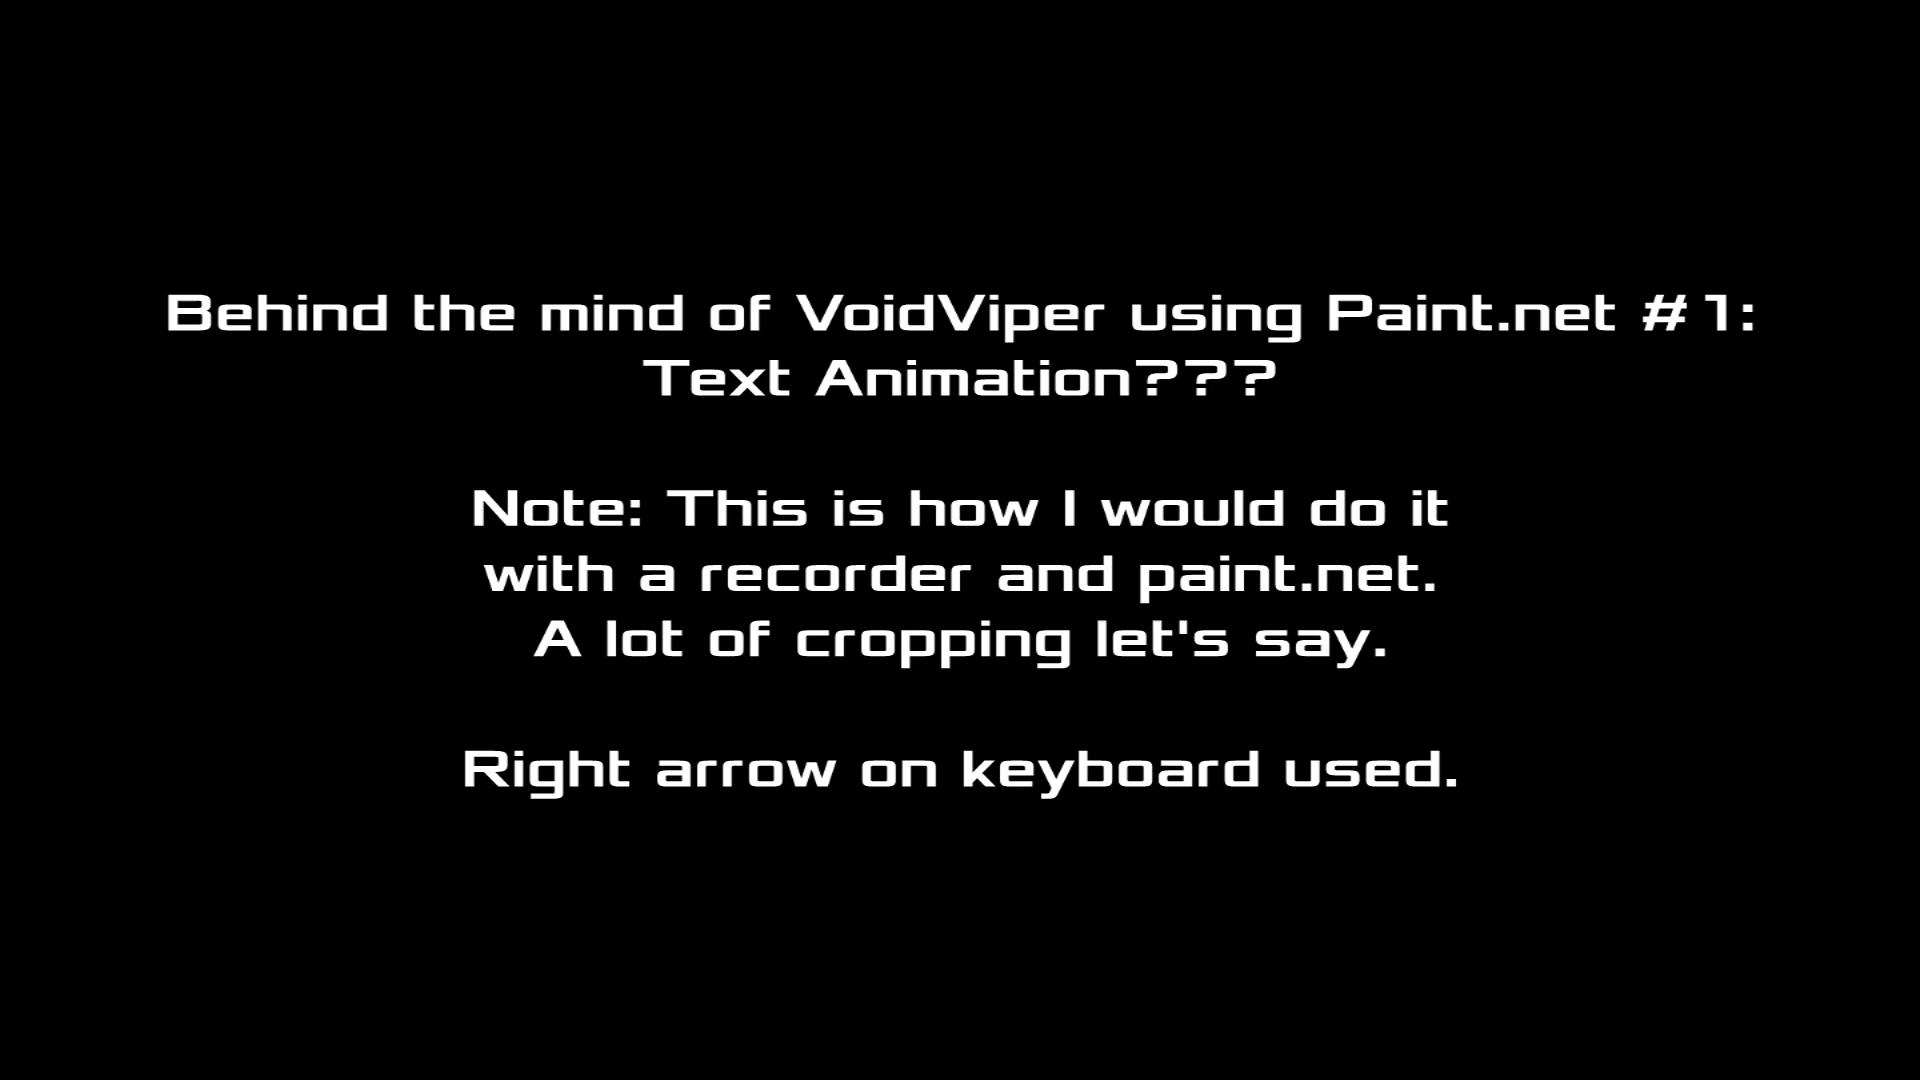 Behind the mind of VoidViper using Paint.net #1:
Text Animation???
Note: This is how I would do it
with a recorder and paint.net.
A lot of cropping let's say.
Right arrow on keyboard used.